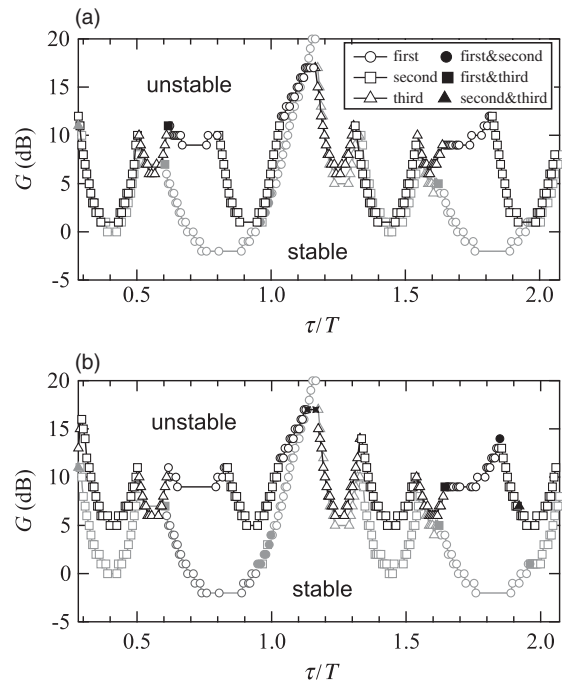 (a)
20
15
10
5
0
-5
G (dB)
unstable
stable
first
second
third
first&second
first&third
second&third
0.5
1.0
1.5
2.0
τ/T
(b)
20
15
10
5
0
-5
G (dB)
unstable
stable
0.5
1.0
1.5
2.0
τ/T